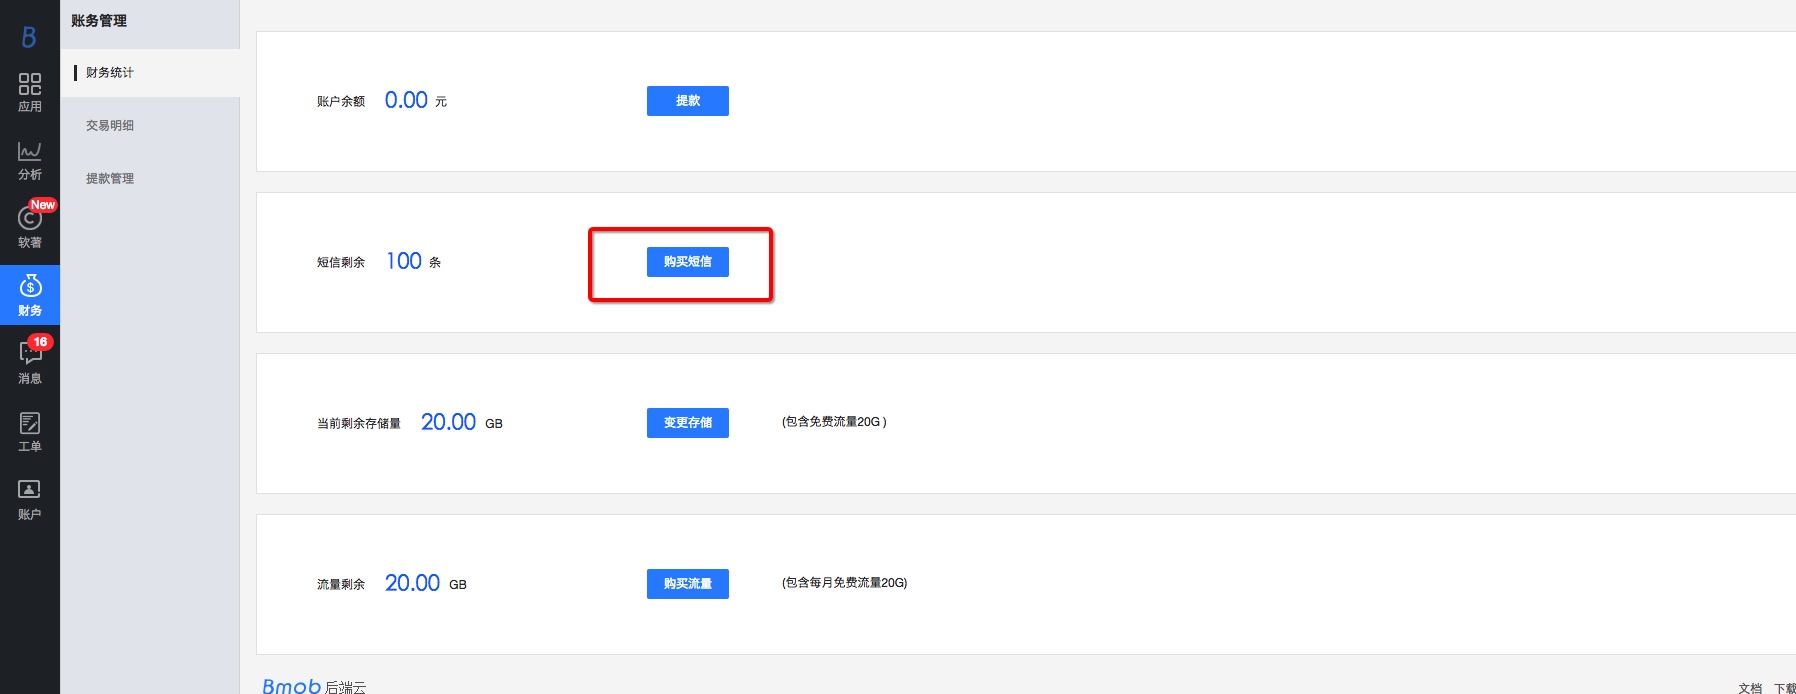 B
应用
分析
New
软著
财务
16
消息
工单
账户
账务管理
财务统计
交易明细
提款管理
账户余额 0.00 元 提款
短信剩余 100 条 购买短信
当前剩余存储量 20.00 GB 变更存储 (包含免费流量20G )
流量剩余 20.00 GB 购买流量 (包含每月免费流量20G)
Bmob 后端云
文档 下载